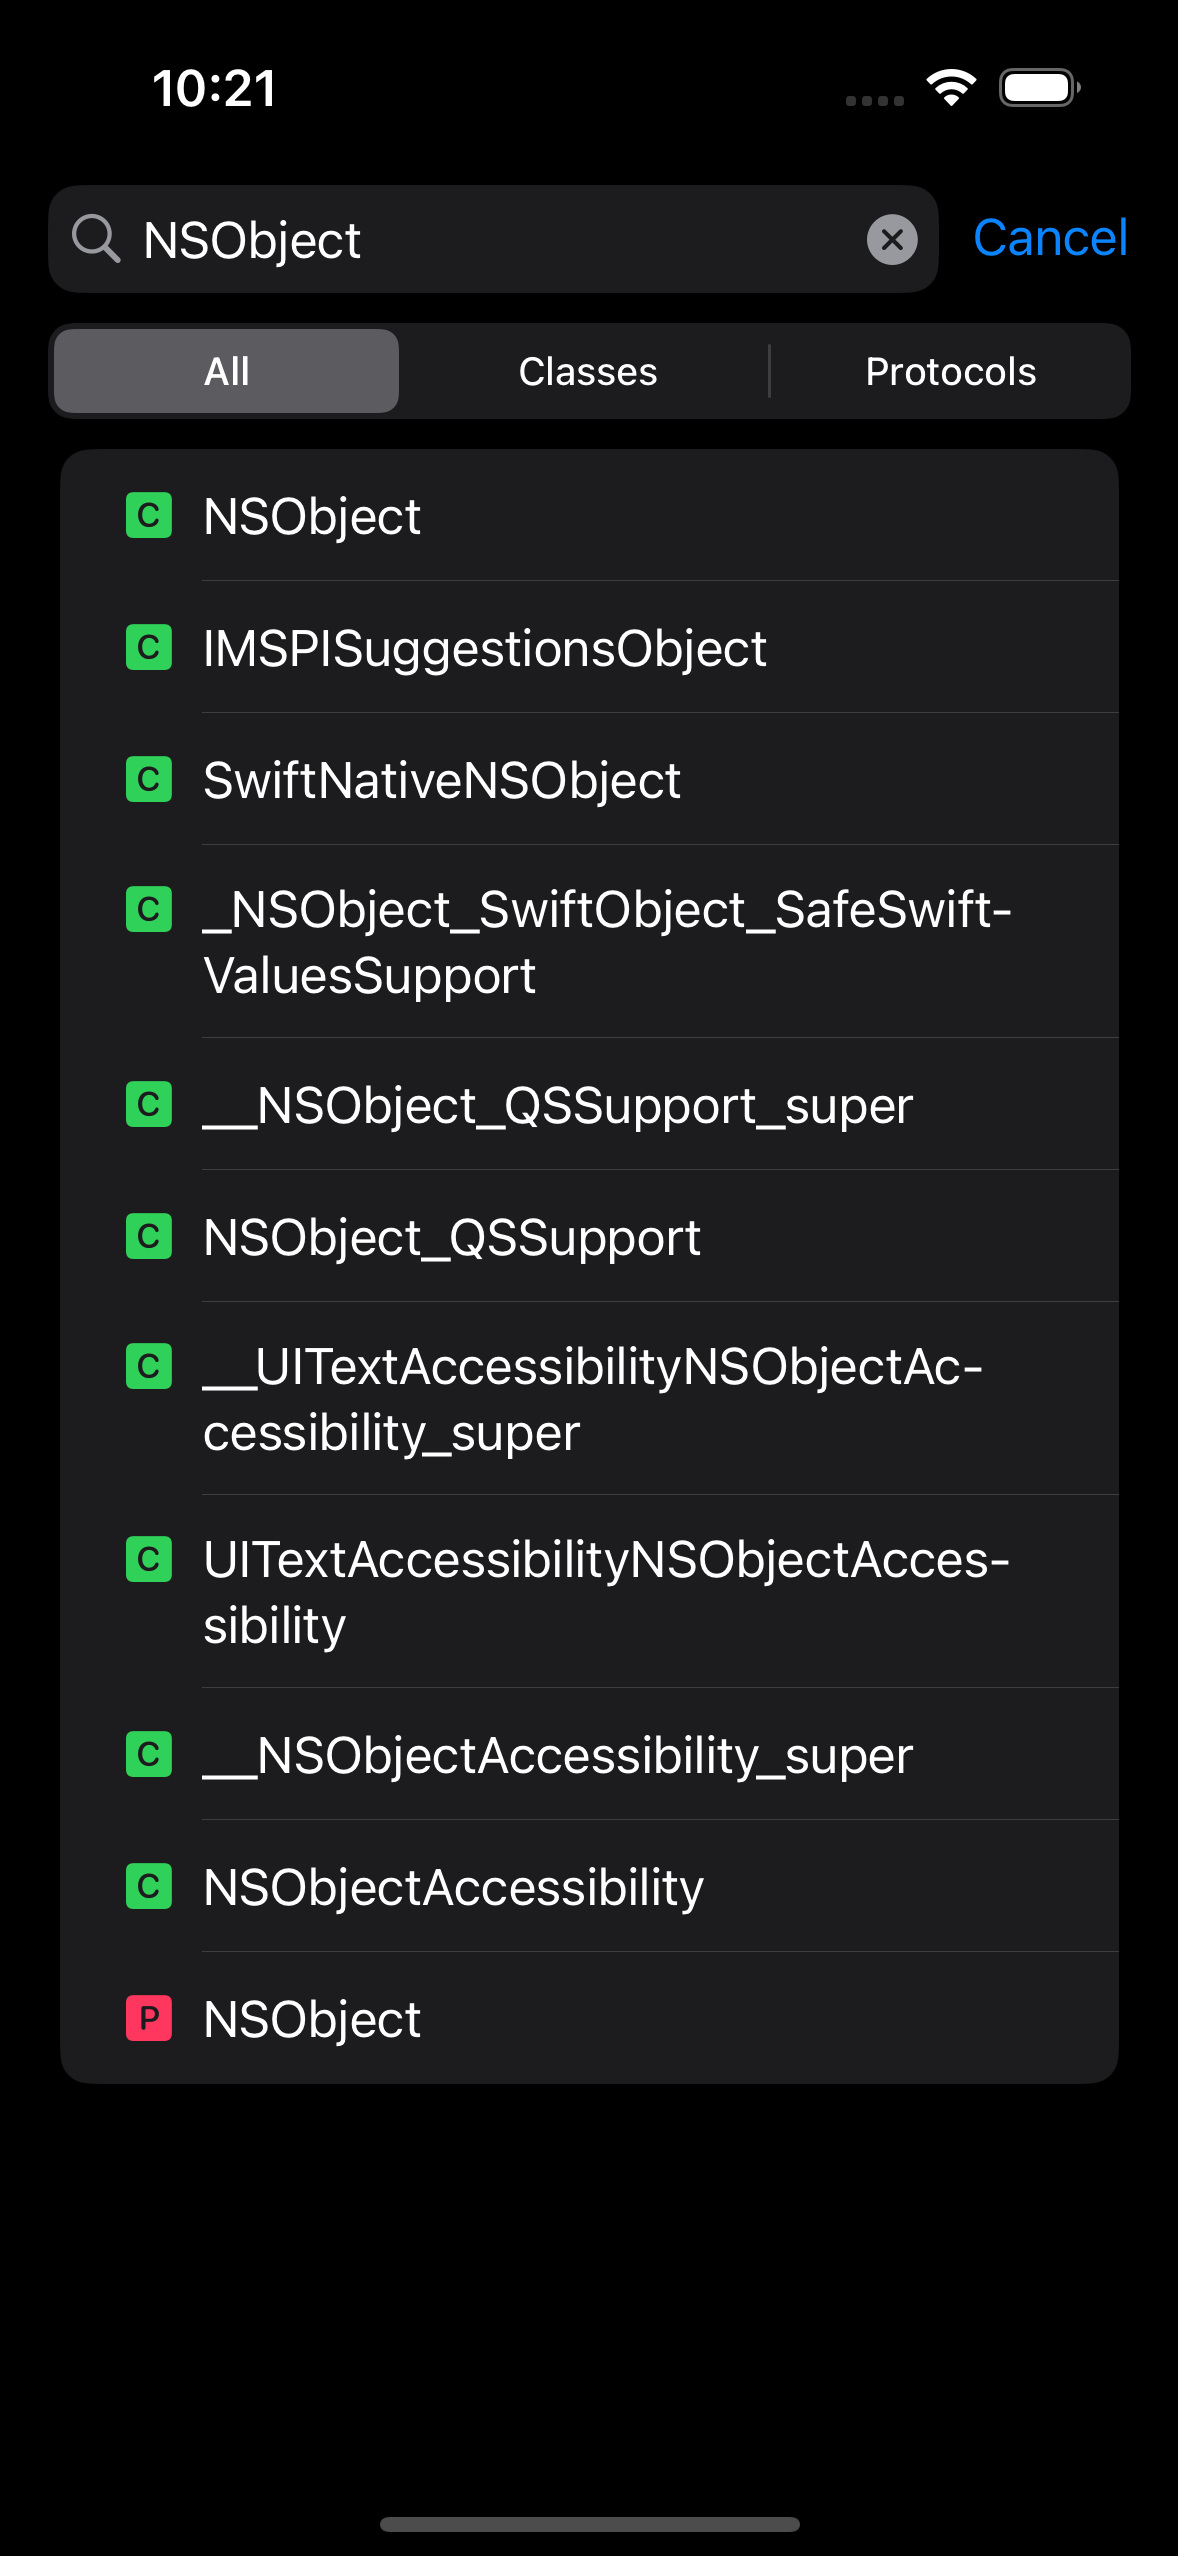 10:21
NSObject
Cancel
All
Classes
Protocols
C NSObject
C IMSPISuggestionsObject
C SwiftNativeNSObject
C _NSObject_SwiftObject_SafeSwift-
ValuesSupport
C __NSObject_QSSupport_super
C NSObject_QSSupport
C __UITextAccessibilityNSObjectAc-
cessibility_super
C UITextAccessibilityNSObjectAcces-
sibility
C __NSObjectAccessibility_super
C NSObjectAccessibility
P NSObject